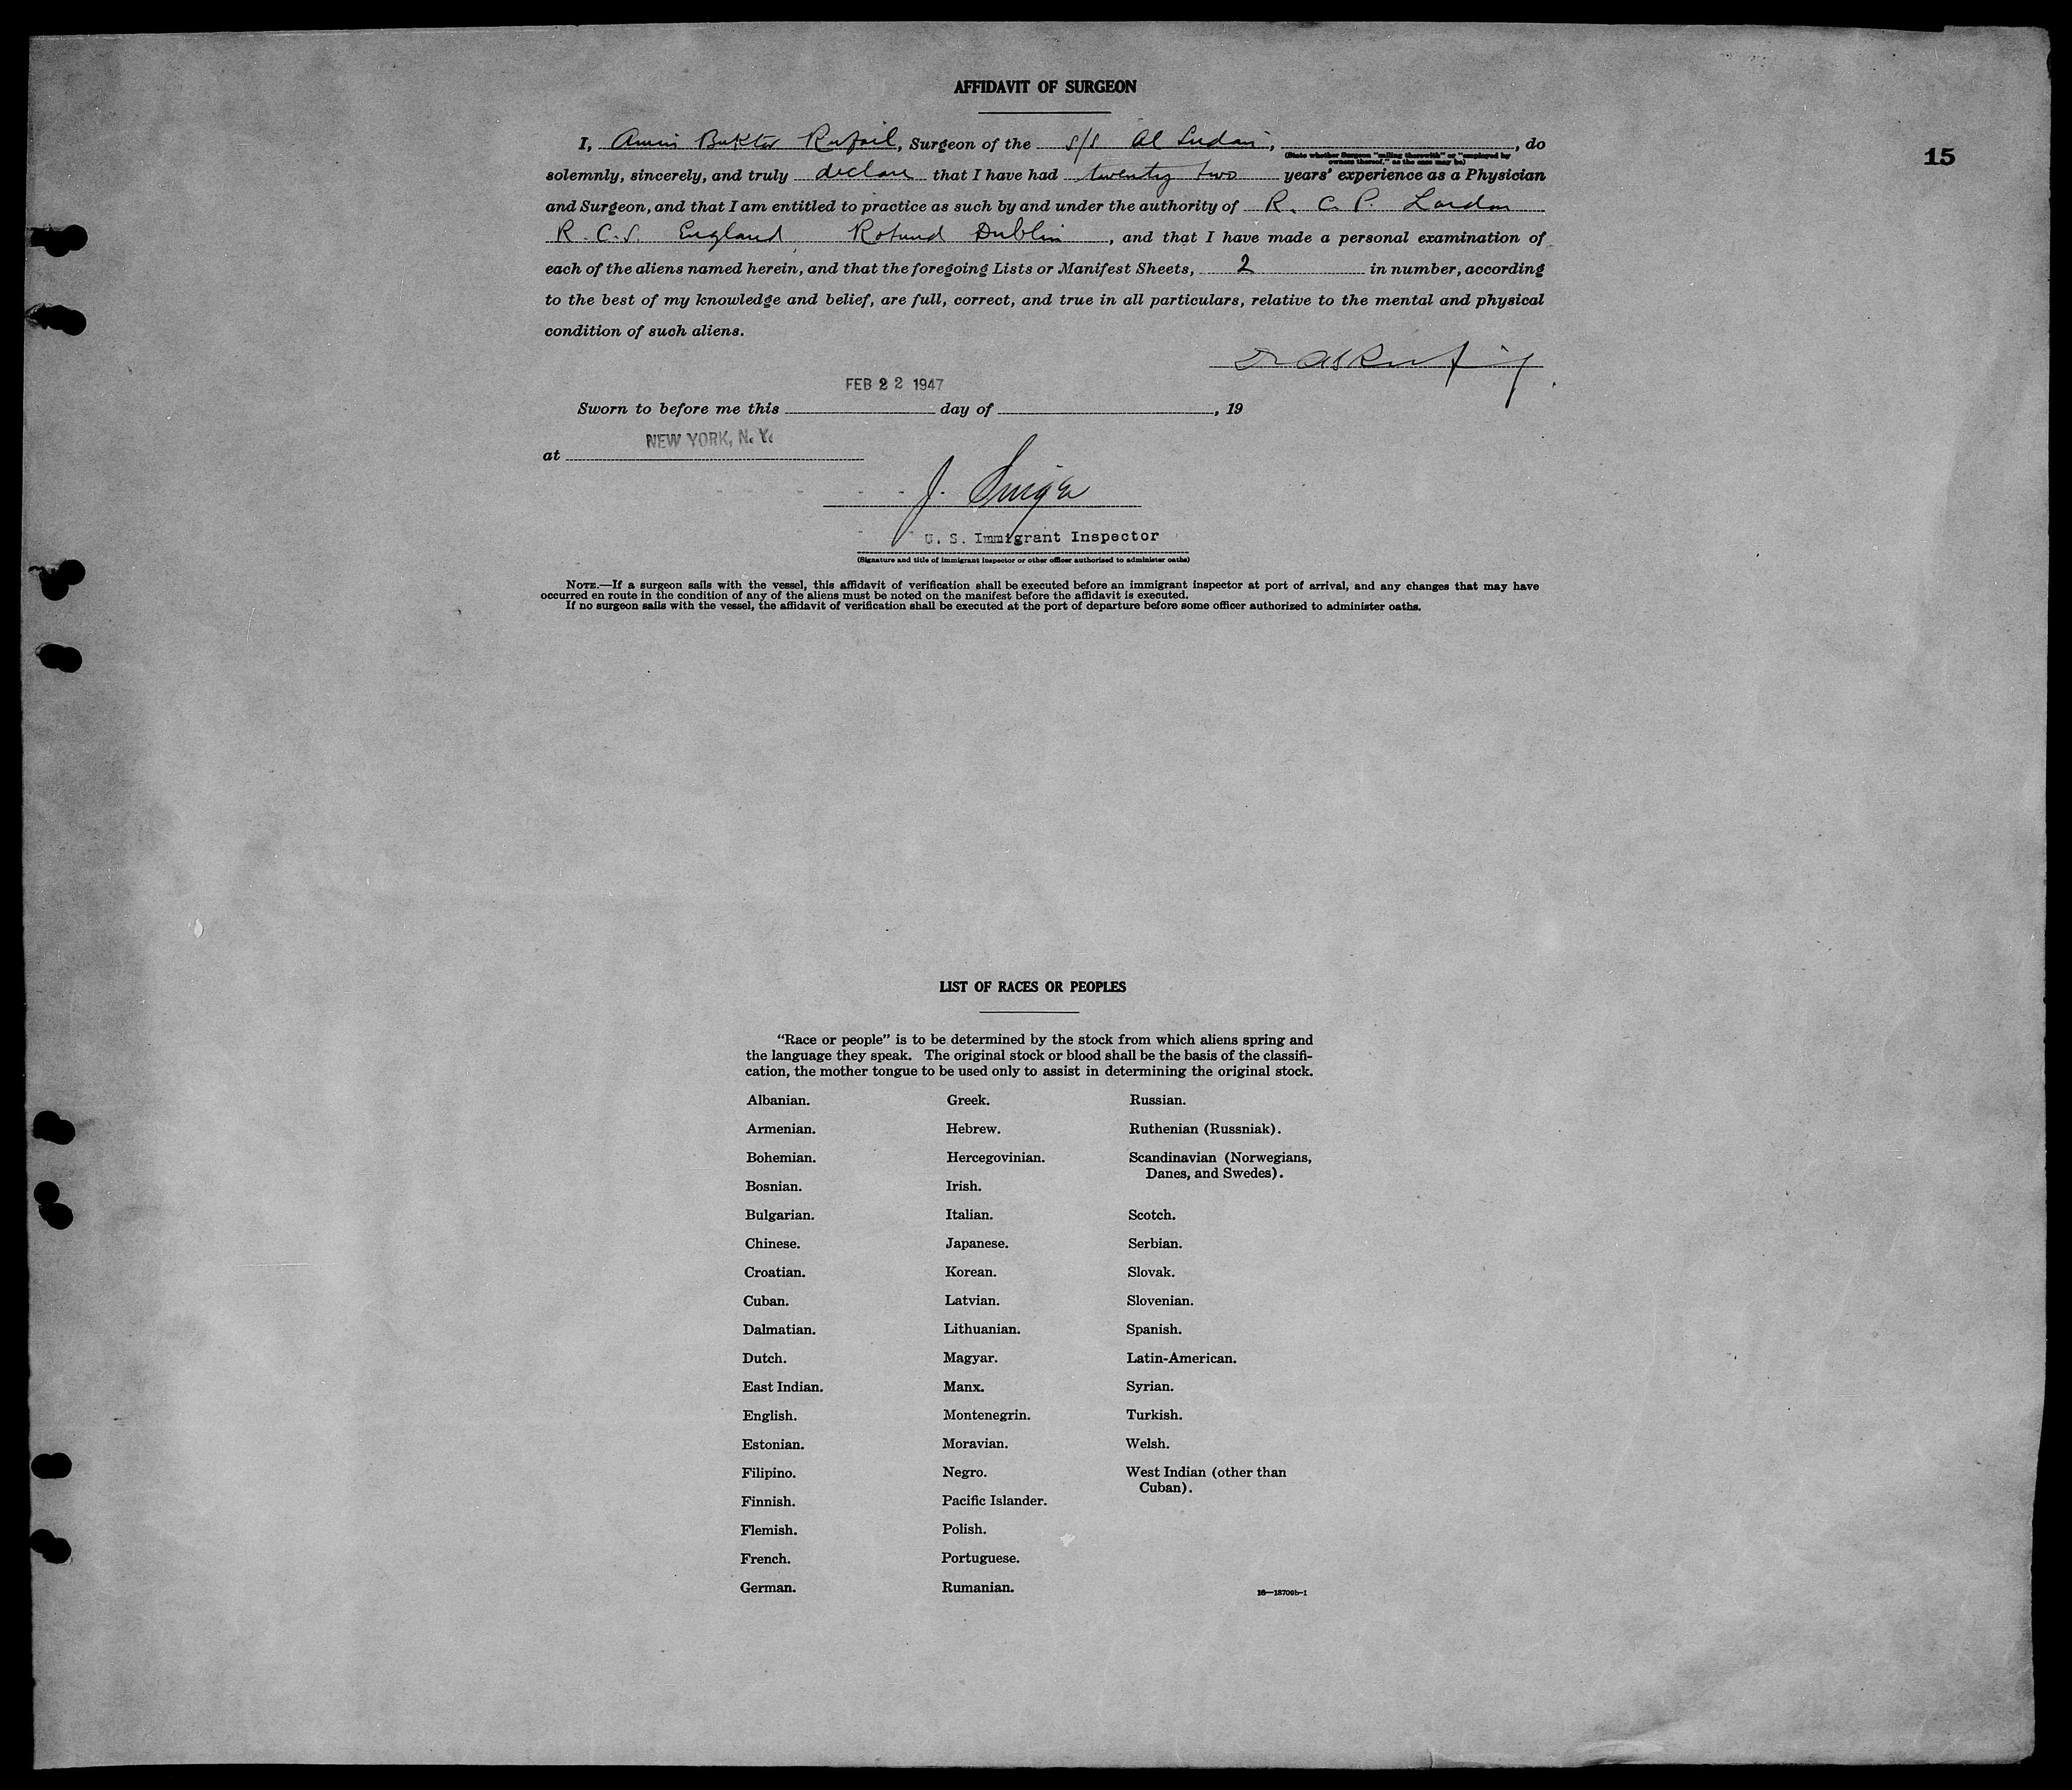 AFFIDAVIT OF SURGEON
15
I, Amin Buktor Rufail, Surgeon of the s/s Al Sudan, , do
(State whether Surgeon "sailing therewith" or "employed by
owners thereof," as the case may be)
solemnly, sincerely, and truly declare that I have had twenty two years' experience as a Physician
and Surgeon, and that I am entitled to practice as such by and under the authority of R. C. P. London
R. C. S. England, Rotund Dublin, and that I have made a personal examination of
each of the aliens named herein, and that the foregoing Lists or Manifest Sheets, 2 in number, according
to the best of my knowledge and belief, are full, correct, and true in all particulars, relative to the mental and physical
condition of such aliens.
FEB 22 1947
Sworn to before me this day of , 19
NEW YORK, N. Y.
at
J.
U. S. Immigrant Inspector
(Signature and title of immigrant inspector or other officer authorized to administer oaths)
NOTE.—If a surgeon sails with the vessel, this affidavit of verification shall be executed before an immigrant inspector at port of arrival, and any changes that may have
occurred en route in the condition of any of the aliens must be noted on the manifest before the affidavit is executed.
If no surgeon sails with the vessel, the affidavit of verification shall be executed at the port of departure before some officer authorized to administer oaths.
LIST OF RACES OR PEOPLES
"Race or people" is to be determined by the stock from which aliens spring and
the language they speak. The original stock or blood shall be the basis of the classifi-
cation, the mother tongue to be used only to assist in determining the original stock.
Albanian.
Armenian.
Bohemian.
Bosnian.
Bulgarian.
Chinese.
Croatian.
Cuban.
Dalmatian.
Dutch.
East Indian.
English.
Estonian.
Filipino.
Finnish.
Flemish.
French.
German.
Greek.
Hebrew.
Hercegovinian.
Irish.
Italian.
Japanese.
Korean.
Latvian.
Lithuanian.
Magyar.
Manx.
Montenegrin.
Moravian.
Negro.
Pacific Islander.
Polish.
Portuguese.
Rumanian.
Russian.
Ruthenian (Russniak).
Scandinavian (Norwegians,
Danes, and Swedes).
Scotch.
Serbian.
Slovak.
Slovenian.
Spanish.
Latin-American.
Syrian.
Turkish.
Welsh.
West Indian (other than
Cuban).
16—18709b-1